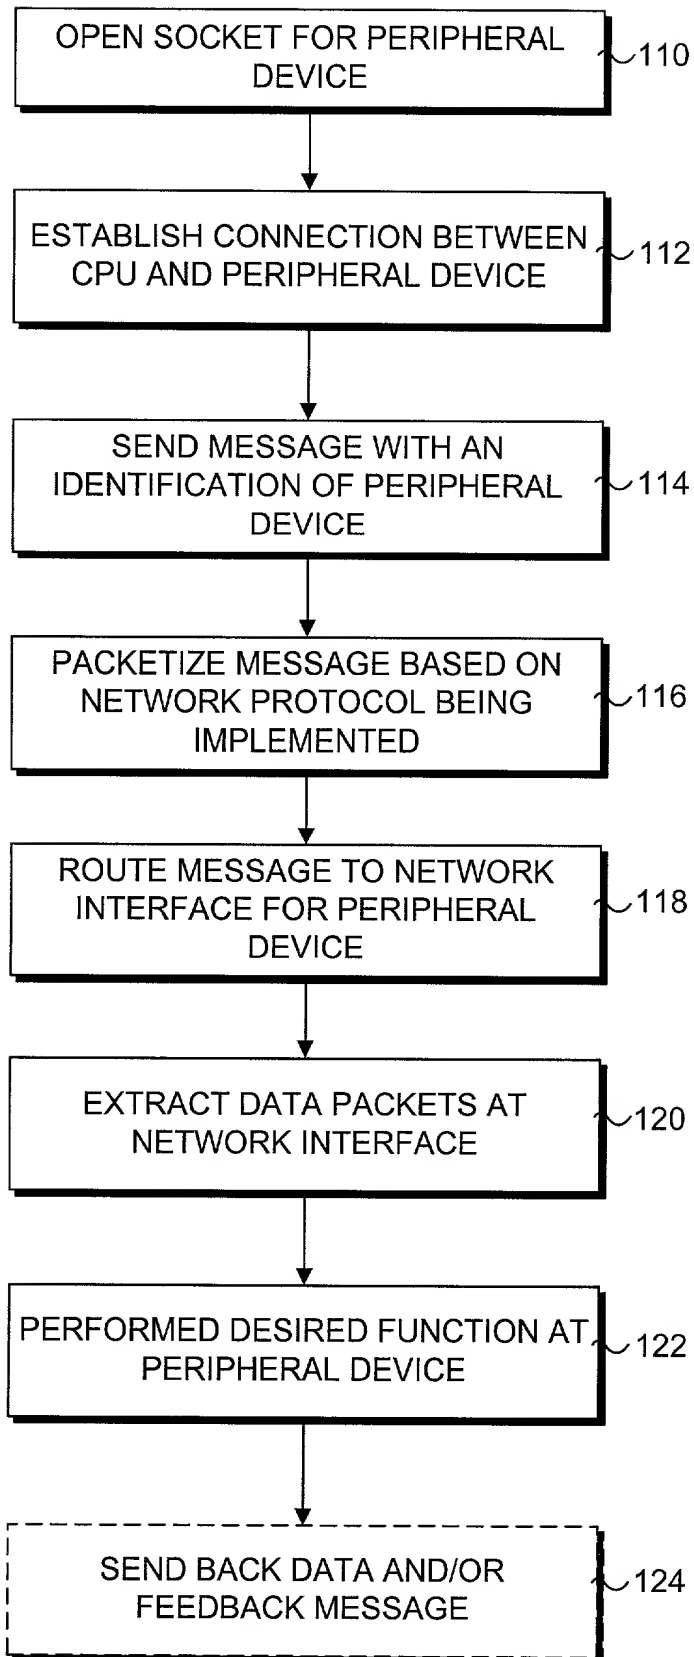 OPEN SOCKET FOR PERIPHERAL
DEVICE
110
ESTABLISH CONNECTION BETWEEN
CPU AND PERIPHERAL DEVICE
112
SEND MESSAGE WITH AN
IDENTIFICATION OF PERIPHERAL
DEVICE
114
PACKETIZE MESSAGE BASED ON
NETWORK PROTOCOL BEING
IMPLEMENTED
116
ROUTE MESSAGE TO NETWORK
INTERFACE FOR PERIPHERAL
DEVICE
118
EXTRACT DATA PACKETS AT
NETWORK INTERFACE
120
PERFORMED DESIRED FUNCTION AT
PERIPHERAL DEVICE
122
SEND BACK DATA AND/OR
FEEDBACK MESSAGE
124